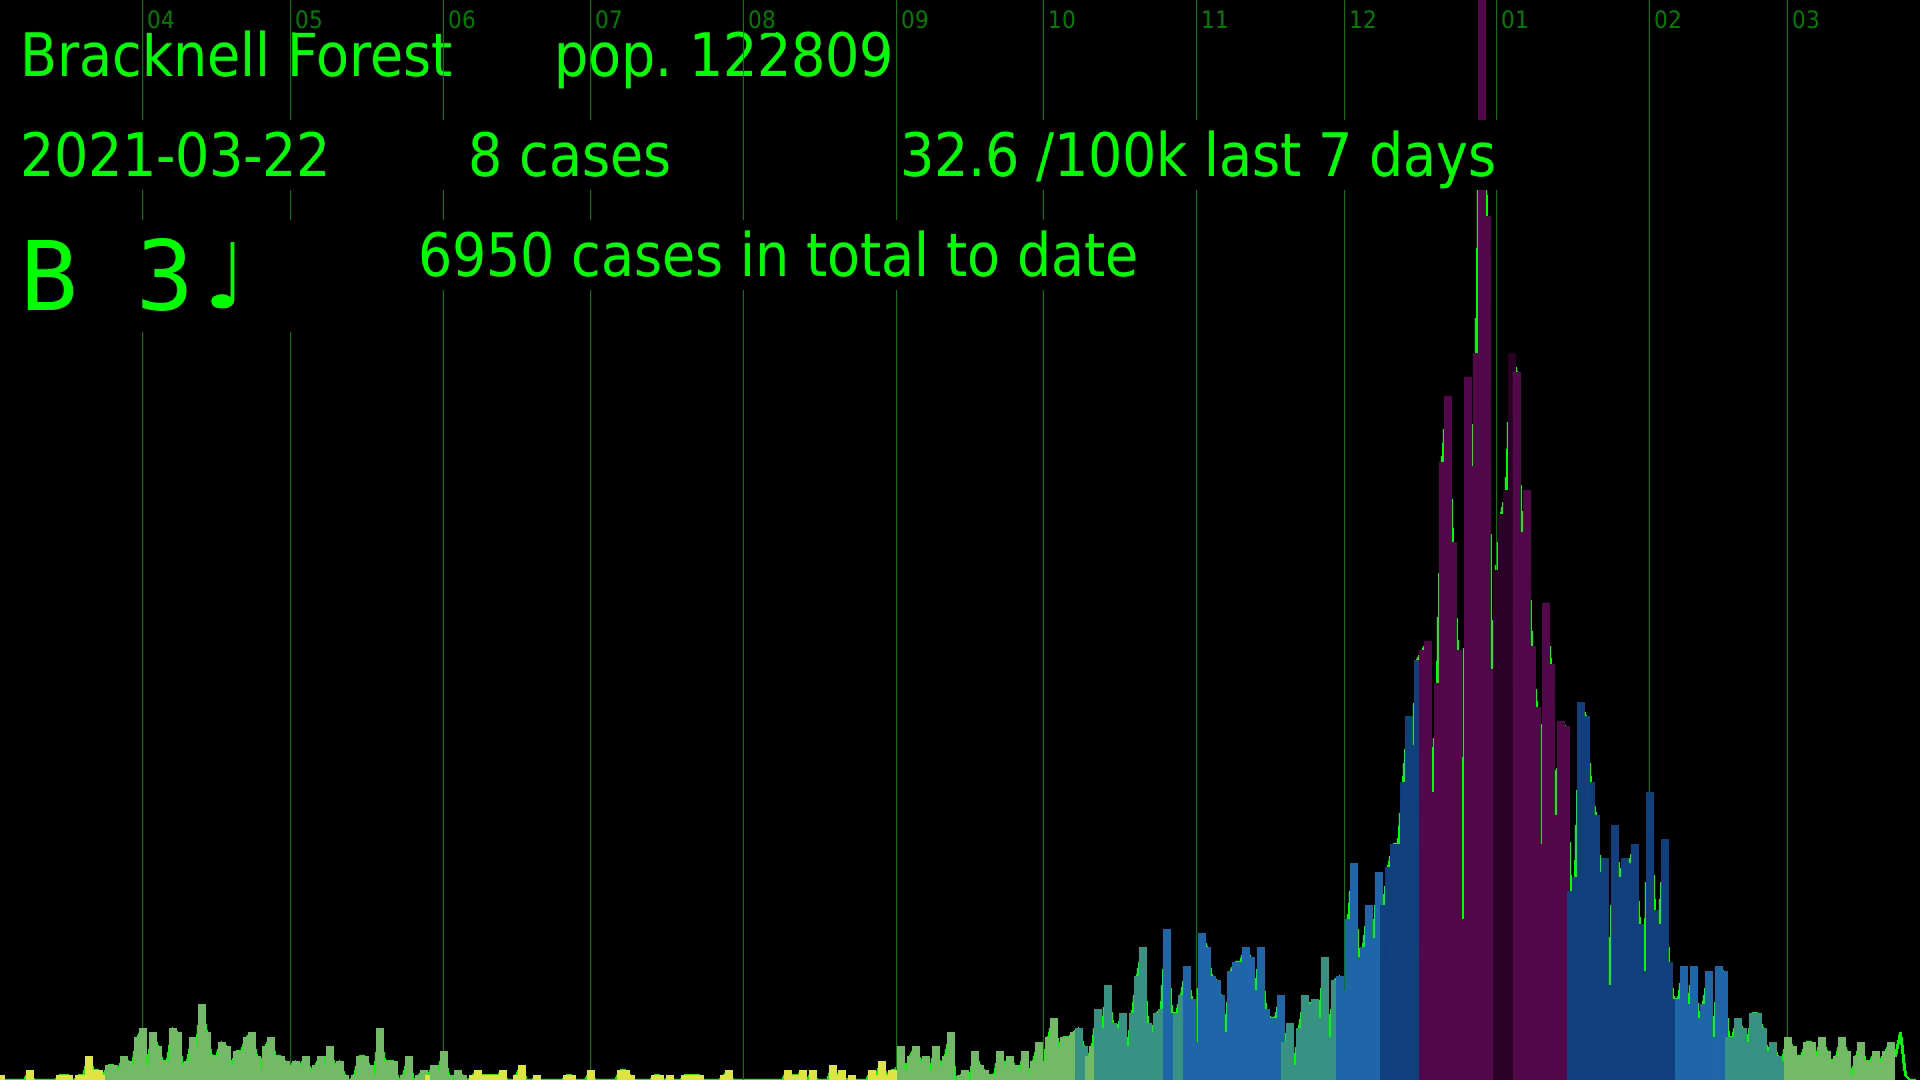 04 05 06 07 08 09 10 11 12 01 02 03
Bracknell Forest pop. 122809
2021-03-22 8 cases 32.6 /100k last 7 days
B 3♩ 6950 cases in total to date